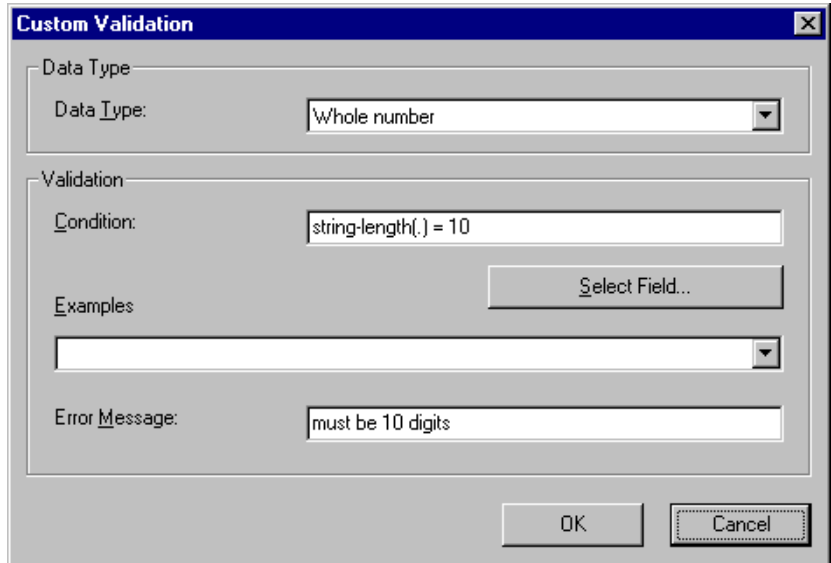 Custom Validation
Data Type
Data Type:
Whole number
Validation
Condition:
string-length(.) = 10
Select Field...
Examples
Error Message:
must be 10 digits
OK
Cancel